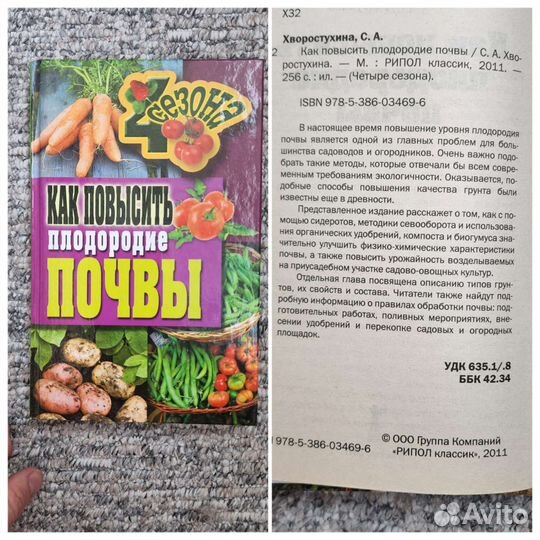 4
сезона
КАК ПОВЫСИТЬ
ПЛОДОРОДИЕ
ПОЧВЫ
Х32
Хворостухина, С. А.
2 Как повысить плодородие почвы / С. А. Хво-
ростухина. — М. : РИПОЛ классик, 2011. —
256 с. : ил. — (Четыре сезона).
ISBN 978-5-386-03469-6
В настоящее время повышение уровня плодородия
почвы является одной из главных проблем для боль-
шинства садоводов и огородников. Очень важно подо-
брать такие методы, которые отвечали бы всем совре-
менным требованиям экологичности. Оказывается, по-
добные способы повышения качества грунта были
известны еще в древности.
Представленное издание расскажет о том, как с по-
мощью сидератов, методики севооборота и использова-
ния органических удобрений, компоста и биогумуса зна-
чительно улучшить физико-химические характеристики
почвы, а также повысить урожайность возделываемых
на приусадебном участке садово-овощных культур.
Отдельная глава посвящена описанию типов грун-
тов, их свойств и состава. Читатели также найдут под-
робную информацию о правилах обработки почвы: под-
готовительных работах, поливных мероприятиях, вне-
сении удобрений и перекопке садовых и огородных
площадок.
УДК 635.1/.8
ББК 42.34
978-5-386-03469-6
© ООО Группа Компаний
«РИПОЛ классик», 2011
Avito